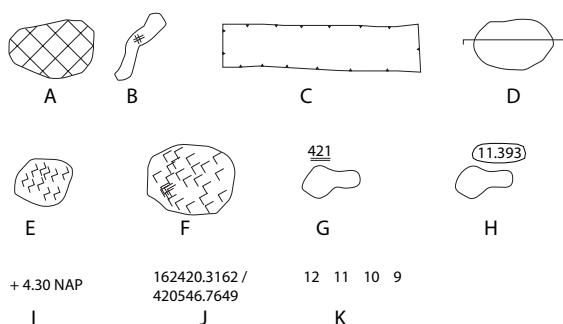 A B C D
421 11.393
E F G H
+ 4.30 NAP
162420.3162 /
420546.7649
12 11 10 9
I J K